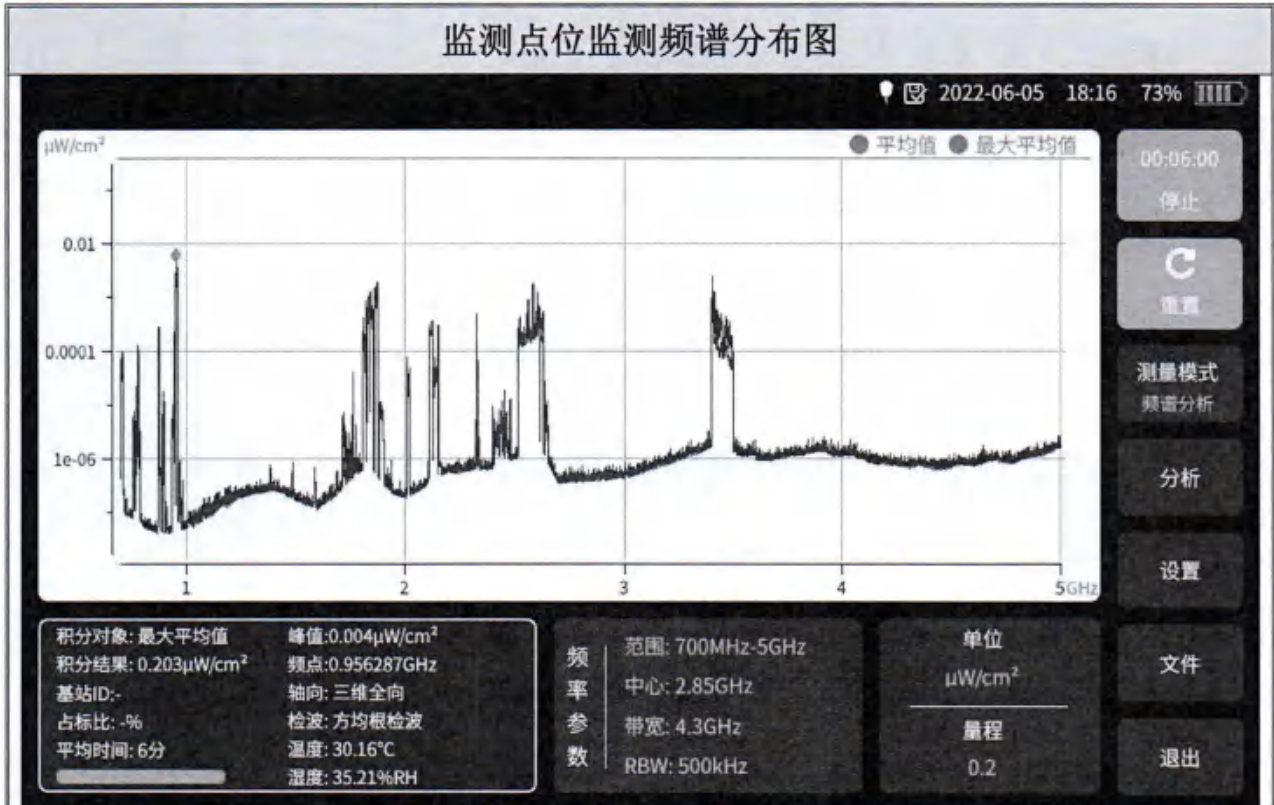 监测点位监测频谱分布图
2022-06-05 18:16 73%
μW/cm²
平均值 最大平均值
00:06:00
停止
0.01
重置
0.0001
测量模式
频谱分析
1e-06
分析
设置
1 2 3 4 5GHz
积分对象: 最大平均值
积分结果: 0.203μW/cm²
基站ID:-
占标比: -%
平均时间: 6分
峰值:0.004μW/cm²
频点:0.956287GHz
轴向: 三维全向
检波: 方均根检波
温度: 30.16°C
湿度: 35.21%RH
频率参数
范围: 700MHz-5GHz
中心: 2.85GHz
带宽: 4.3GHz
RBW: 500kHz
单位
μW/cm²
量程
0.2
文件
退出